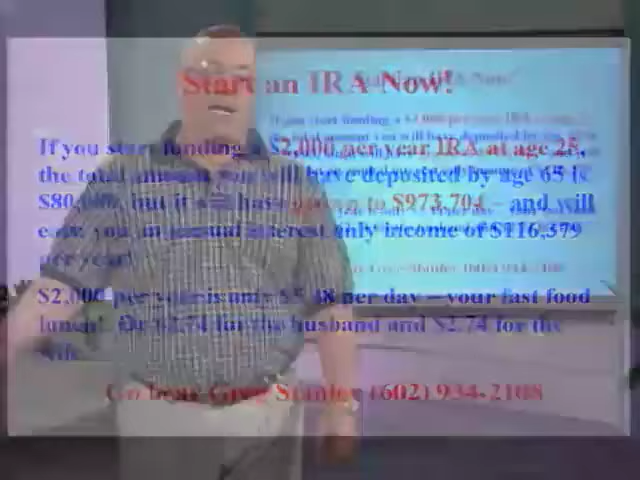 Start an IRA Now!
If you start funding a $2,000 per year IRA at age 25,
the total amount you will have deposited by age 65 is
$80,000, but it will have grown to $973,704 – and will
earn you an annual interest only income of $116,379
per year!
$2,000 per year is only $5.48 per day – your fast food
lunch! Or $2.74 for the husband and $2.74 for the
wife.
Go hear Greg Stanley (602) 934-2108